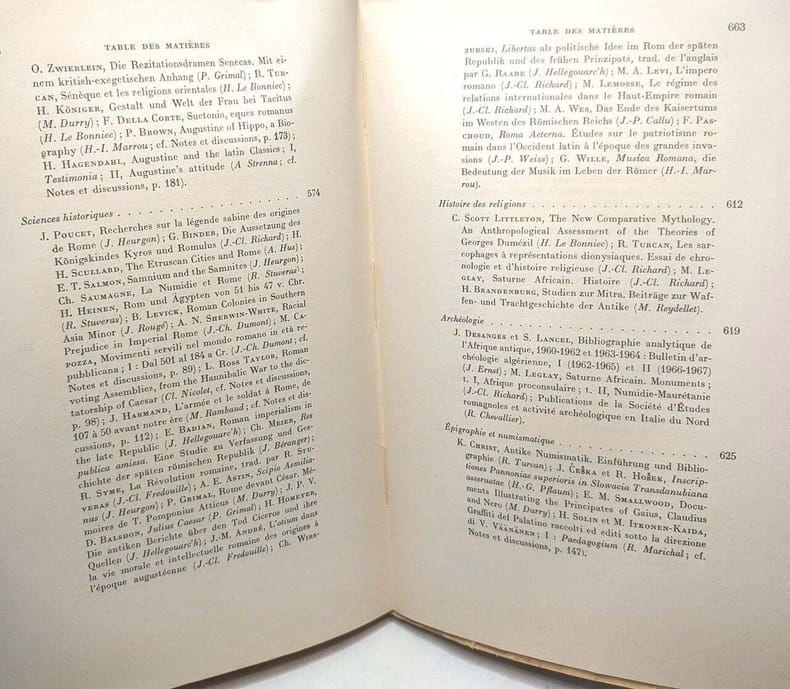 TABLE DES MATIÈRES
O. Zwierlein, Die Rezitationsdramen Senecas. Mit ei-
nem kritish-exegetischen Anhang (P. Grimal) ; R. Tur-
can, Sénèque et les religions orientales (H. Le Bonniec) ;
H. Königer, Gestalt und Welt der Frau bei Tacitus
(M. Durry) ; F. Della Corte, Suetonio, eques romanus
(H. Le Bonniec) ; P. Brown, Augustine of Hippo, a Bio-
graphy (H.-I. Marrou ; cf. Notes et discussions, p. 173) ;
H. Hagendahl, Augustine and the latin Classics ; I,
Testimonia ; II, Augustine's attitude (A Strenna ; cf.
Notes et discussions, p. 181).
Sciences historiques . . . . . . . . . . . . . . . . . . 574
J. Poucet, Recherches sur la légende sabine des origines
de Rome (J. Heurgon) ; G. Binder, Die Aussetzung des
Königskindes Kyros und Romulus (J.-Cl. Richard) ; H.
H. Scullard, The Etruscan Cities and Rome (A. Hus) ;
E. T. Salmon, Samnium and the Samnites (J. Heurgon) ;
Ch. Saumagne, La Numidie et Rome (R. Stuveras) ;
H. Heinen, Rom und Ägypten von 51 bis 47 v. Chr.
(R. Stuveras) ; B. Levick, Roman Colonies in Southern
Asia Minor (J. Rougé) ; A. N. Sherwin-White, Racial
Prejudice in Imperial Rome (J.-Ch. Dumont) ; M. Ca-
pozza, Movimenti servili nel mondo romano in età re-
pubblicana ; I : Dal 501 al 184 a Cr. (J.-Ch. Dumont ; cf.
Notes et discussions, p. 89) ; L. Ross Taylor, Roman
voting Assemblies, from the Hannibalic War to the dic-
tatorship of Caesar (Cl. Nicolet, cf. Notes et discussions,
p. 98) ; J. Harmand, L'armée et le soldat à Rome, de
107 à 50 avant notre ère (M. Rambaud ; cf. Notes et dis-
cussions, p. 112) ; E. Badian, Roman imperialism in
the late Republic (J. Hellegouarc'h) ; Ch. Meier, Res
publica amissa. Eine Studie zu Verfassung und Ges-
chichte der späten römischen Republik (J. Béranger) ;
R. Syme, La Révolution romaine, trad. par R. Stu-
veras (J.-Cl. Fredouille) ; A. E. Astin, Scipio Aemilia-
nus (J. Heurgon) ; P. Grimal, Rome devant César. Mé-
moires de T. Pomponius Atticus (M. Durry) ; J. P. V.
D. Balsdon, Julius Caesar (P. Grimal) ; H. Homeyer,
Die antiken Berichte über den Tod Ciceros und ihre
Quellen (J. Hellegouarc'h) ; J.-M. André, L'otium dans
la vie morale et intellectuelle romaine des origines à
l'époque augustéenne (J.-Cl. Fredouille) ; Ch. Wirs-
TABLE DES MATIÈRES 663
zubski, Libertas als politische Idee im Rom der späten
Republik und des frühen Prinzipats, trad. de l'anglais
par G. Raabe (J. Hellegouarc'h) ; M. A. Levi, L'impero
romano (J.-Cl. Richard) ; M. Lemosse, Le régime des
relations internationales dans le Haut-Empire romain
(J.-Cl. Richard) ; M. A. Wes, Das Ende des Kaisertums
im Westen des Römischen Reichs (J.-P. Callu) ; F. Pas-
choud, Roma Aeterna. Études sur le patriotisme ro-
main dans l'Occident latin à l'époque des grandes inva-
sions (J.-P. Weiss) ; G. Wille, Musica Romana, die
Bedeutung der Musik im Leben der Römer (H.-I. Mar-
rou).
Histoire des religions . . . . . . . . . . . . . . . . . . 612
C. Scott Littleton, The New Comparative Mythology.
An Anthropological Assessment of the Theories of
Georges Dumézil (H. Le Bonniec) ; R. Turcan, Les sar-
cophages à représentations dionysiaques. Essai de chro-
nologie et d'histoire religieuse (J.-Cl. Richard) ; M. Le-
glay, Saturne Africain. Histoire (J.-Cl. Richard) ;
H. Brandenburg, Studien zur Mitra. Beiträge zur Waf-
fen- und Trachtgeschichte der Antike (M. Reydellet).
Archéologie . . . . . . . . . . . . . . . . . . 619
J. Desanges et S. Lancel, Bibliographie analytique de
l'Afrique antique, 1960-1962 et 1963-1964 : Bulletin d'ar-
chéologie algérienne, I (1962-1965) et II (1966-1967)
(J. Ernst) ; M. Leglay, Saturne Africain. Monuments ;
t. I, Afrique proconsulaire ; t. II, Numidie-Maurétanie
(J.-Cl. Richard) ; Publications de la Société d'Études
romagnoles et activité archéologique en Italie du Nord
(R. Chevallier).
Épigraphie et numismatique . . . . . . . . . . . . . . . . . . 625
K. Christ, Antike Numismatik. Einführung und Biblio-
graphie (R. Turcan) ; J. Češka et R. Hošek, Inscrip-
tiones Pannoniae superioris in Slowacia Transdanubiana
asseruatae (H.-G. Pflaum) ; E. M. Smallwood, Docu-
ments Illustrating the Principates of Gaius, Claudius
and Nero (M. Durry) ; H. Solin et M. Itkonen-Kaida,
Graffiti del Palatino raccolti ed editi sotto la direzione
di V. Väänänen ; I : Paedagogium (R. Marichal ; cf.
Notes et discussions, p. 147).